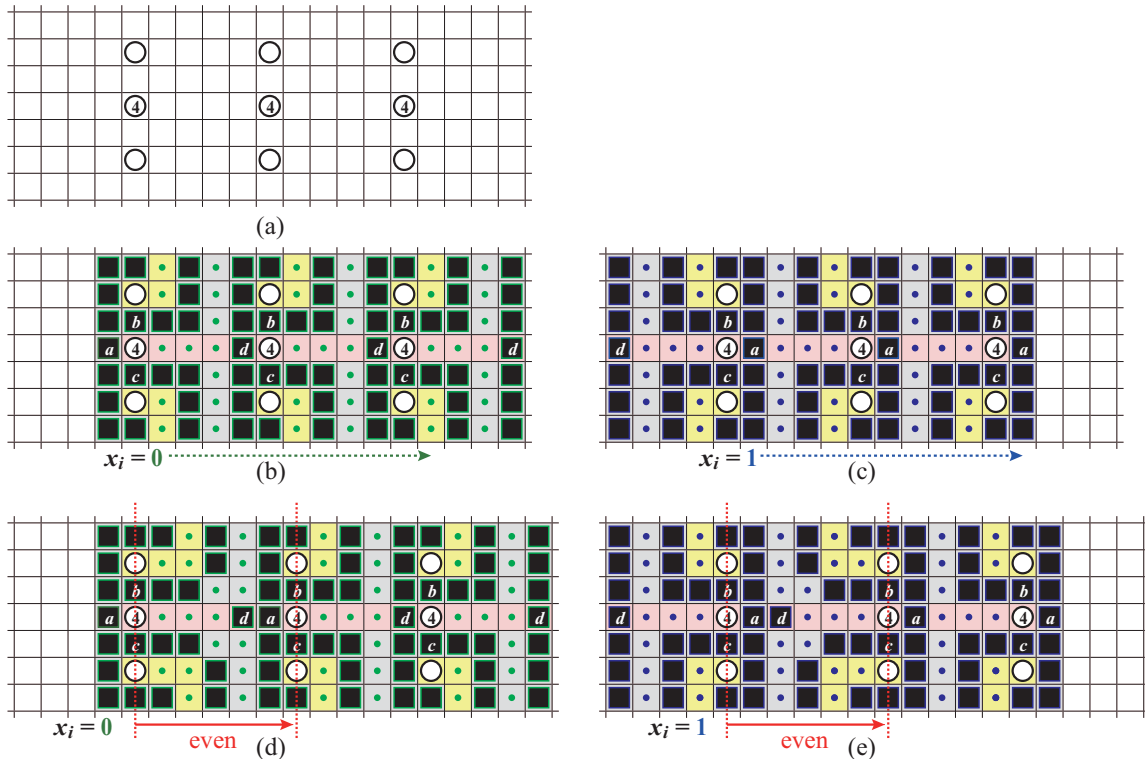 4 4 4
(a)
b b b
a 4 d 4 d 4 d
c c c
x_i = 0
(b)
b b b
d 4 a 4 a 4 a
c c c
x_i = 1
(c)
b b b
a 4 d a 4 d 4 d
c c c
x_i = 0
even
(d)
b b b
d 4 a d 4 a 4 a
c c c
x_i = 1
even
(e)